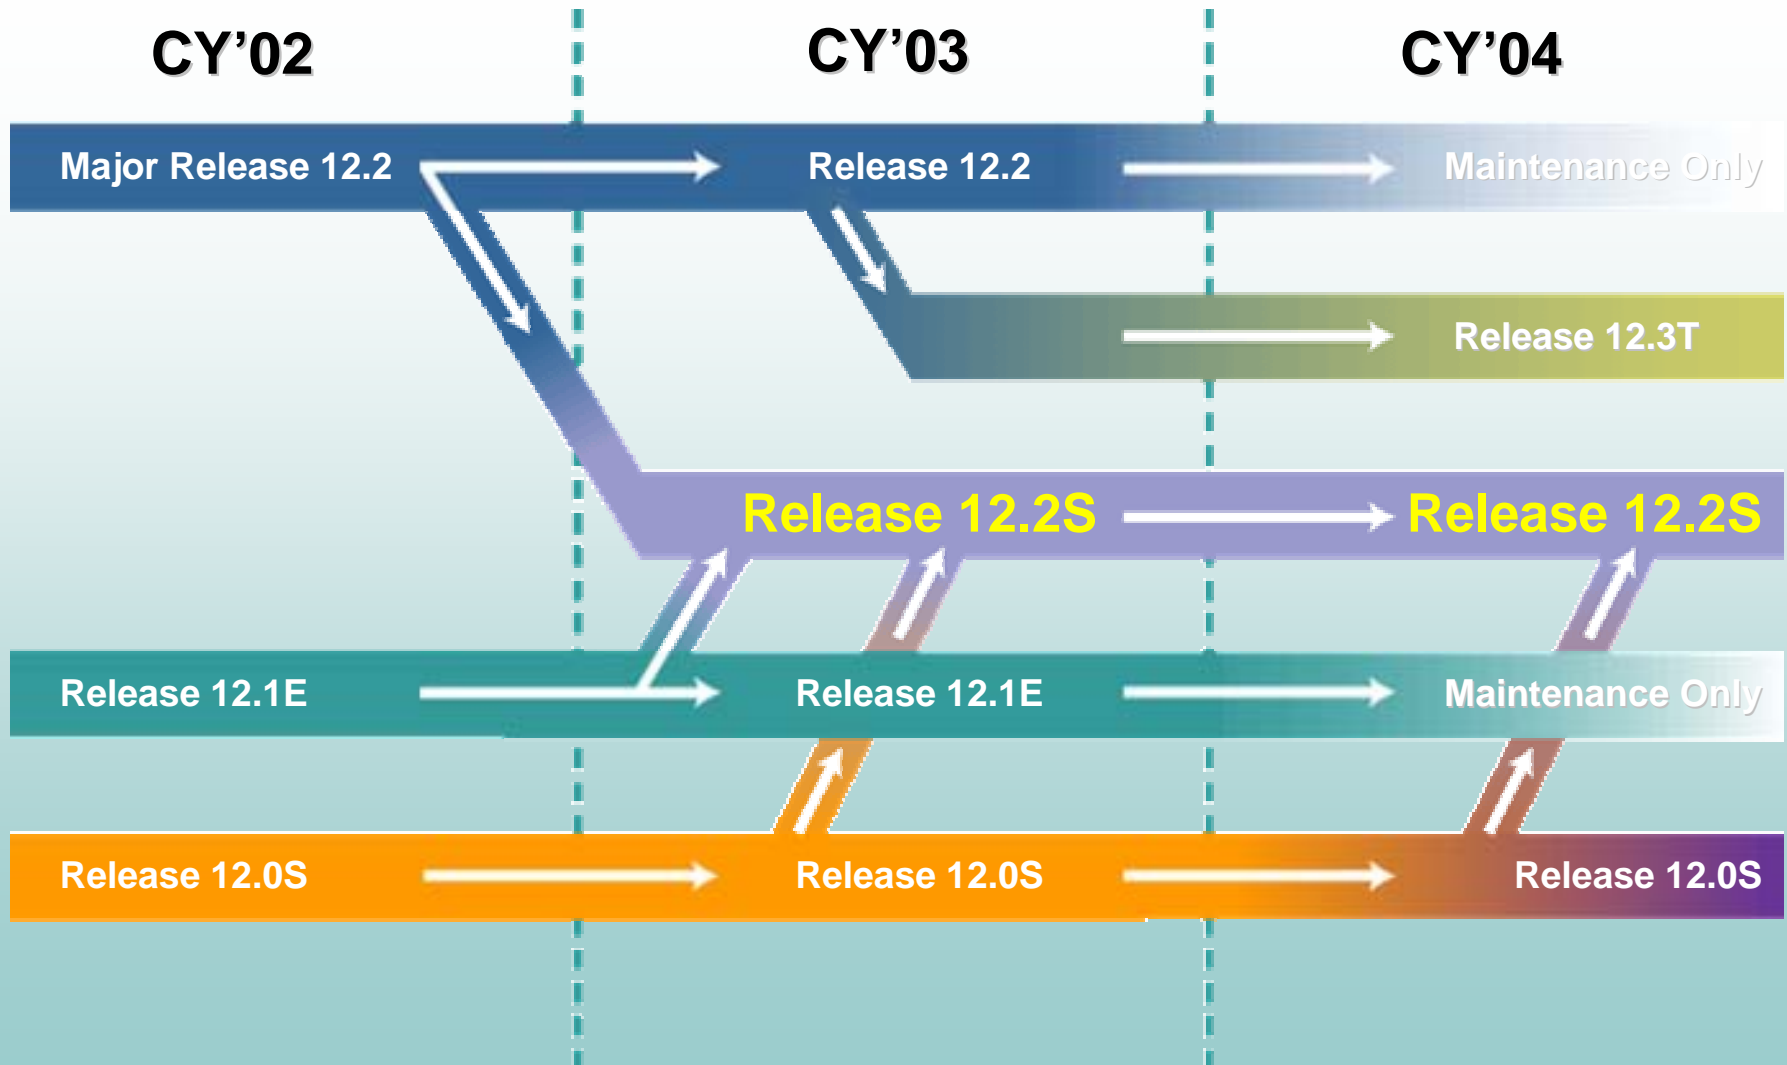 CY’02
CY’03
CY’04
Major Release 12.2
Release 12.2
Maintenance Only
Release 12.3T
Release 12.2S
Release 12.2S
Release 12.1E
Release 12.1E
Maintenance Only
Release 12.0S
Release 12.0S
Release 12.0S